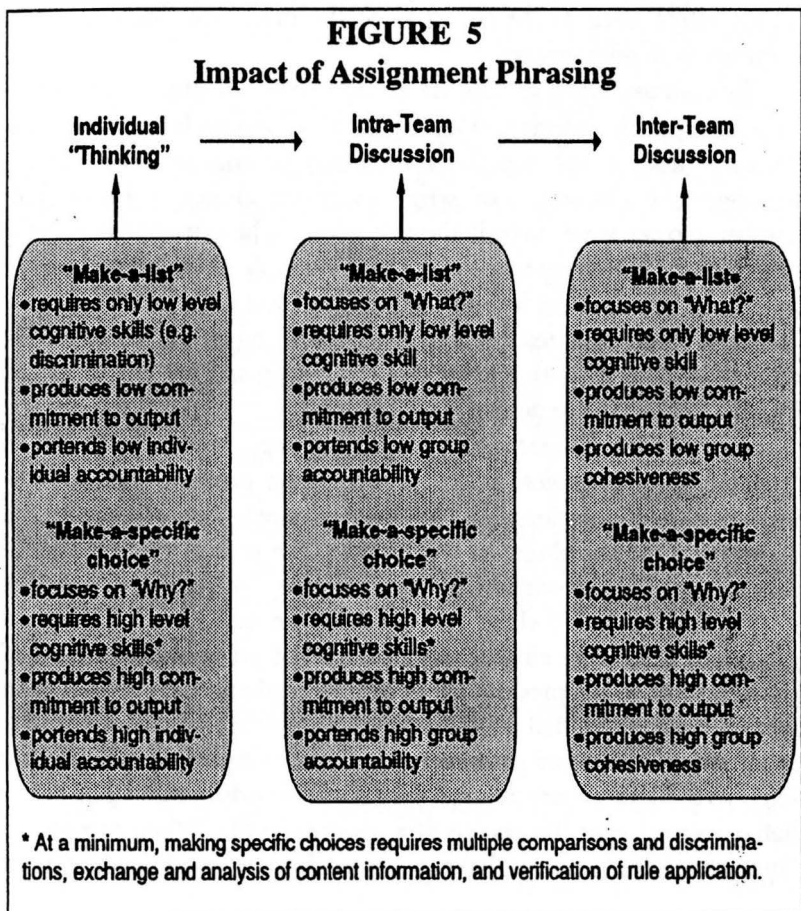 FIGURE 5
Impact of Assignment Phrasing
Individual
"Thinking"
Intra-Team
Discussion
Inter-Team
Discussion
"Make-a-list"
•requires only low level
cognitive skills (e.g.
discrimination)
•produces low com-
mitment to output
•portends low indiv-
idual accountability
"Make-a-specific
choice"
•focuses on "Why?"
•requires high level
cognitive skills*
•produces high com-
mitment to output
•portends high indiv-
idual accountability
"Make-a-list"
•focuses on "What?"
•requires only low level
cognitive skill
•produces low com-
mitment to output
•portends low group
accountability
"Make-a-specific
choice"
•focuses on "Why?"
•requires high level
cognitive skills*
•produces high com-
mitment to output
•portends high group
accountability
"Make-a-list"
•focuses on "What?"
•requires only low level
cognitive skill
•produces low com-
mitment to output
•produces low group
cohesiveness
"Make-a-specific
choice"
•focuses on "Why?"
•requires high level
cognitive skills*
•produces high com-
mitment to output
•produces high group
cohesiveness
* At a minimum, making specific choices requires multiple comparisons and discrimina-
tions, exchange and analysis of content information, and verification of rule application.